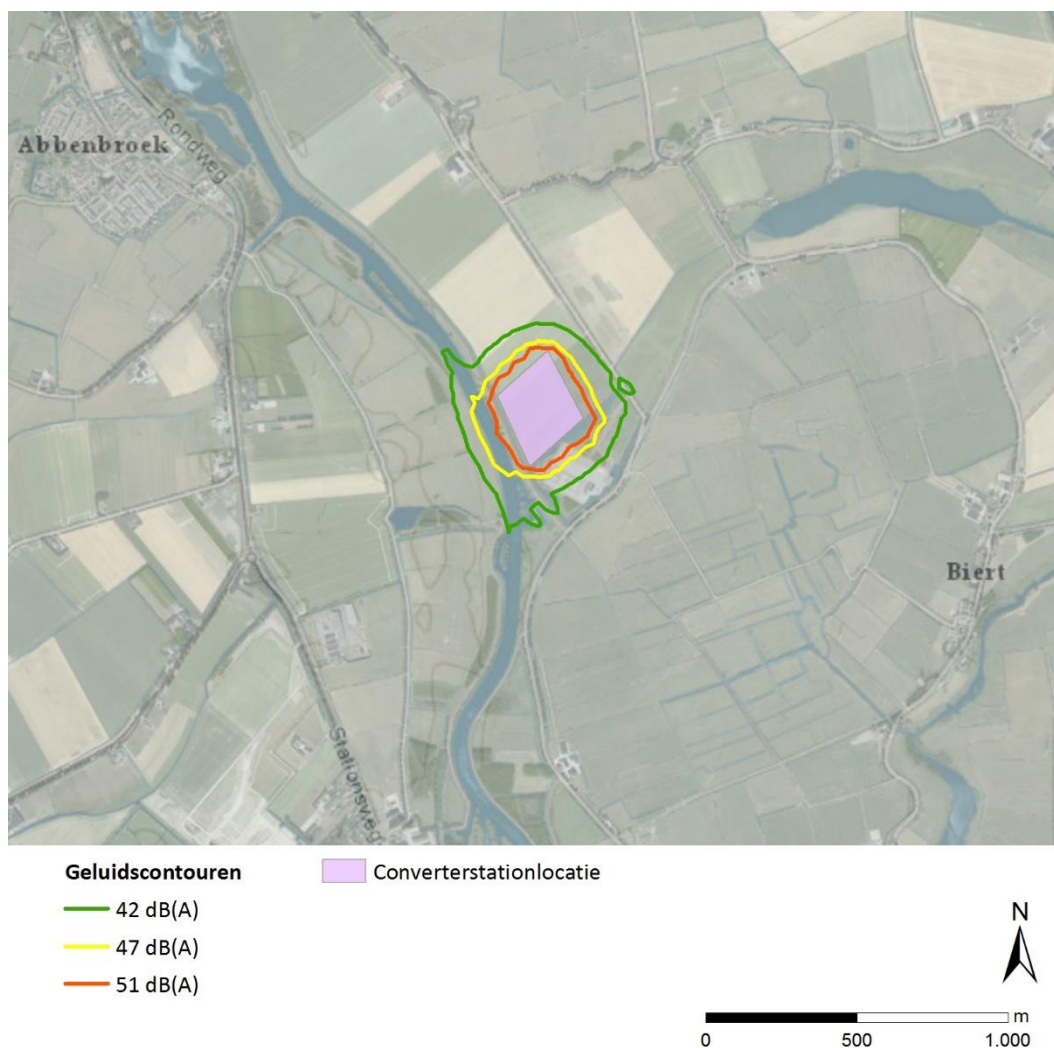 Abbenbroek
Rondweg
Biert
Stationsweg
Geluidscontouren
Converterstationlocatie
42 dB(A)
47 dB(A)
51 dB(A)
N
m
0 500 1.000